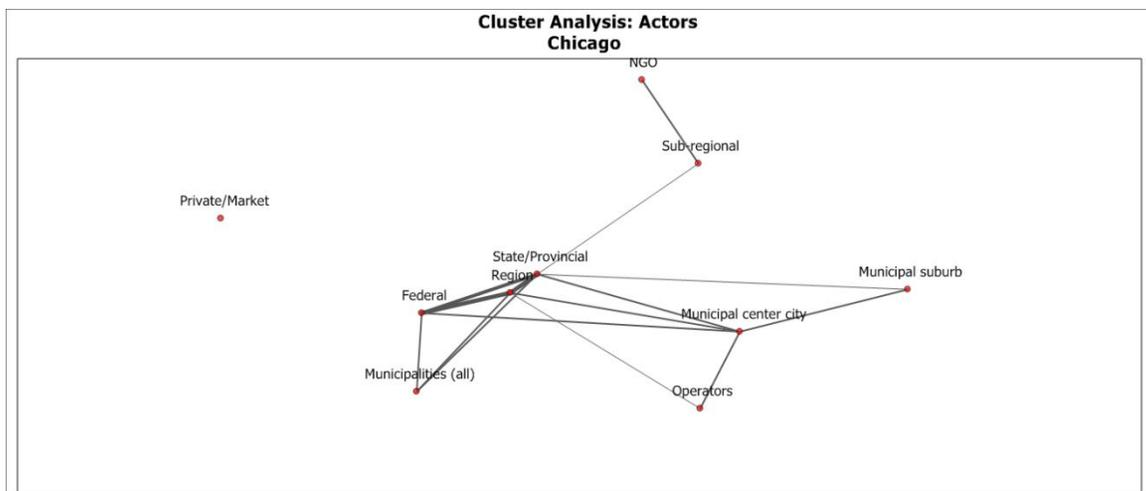 Cluster Analysis: Actors
Chicago
NGO
Sub-regional
Private/Market
State/Provincial
Region
Municipal suburb
Federal
Municipal center city
Municipalities (all)
Operators